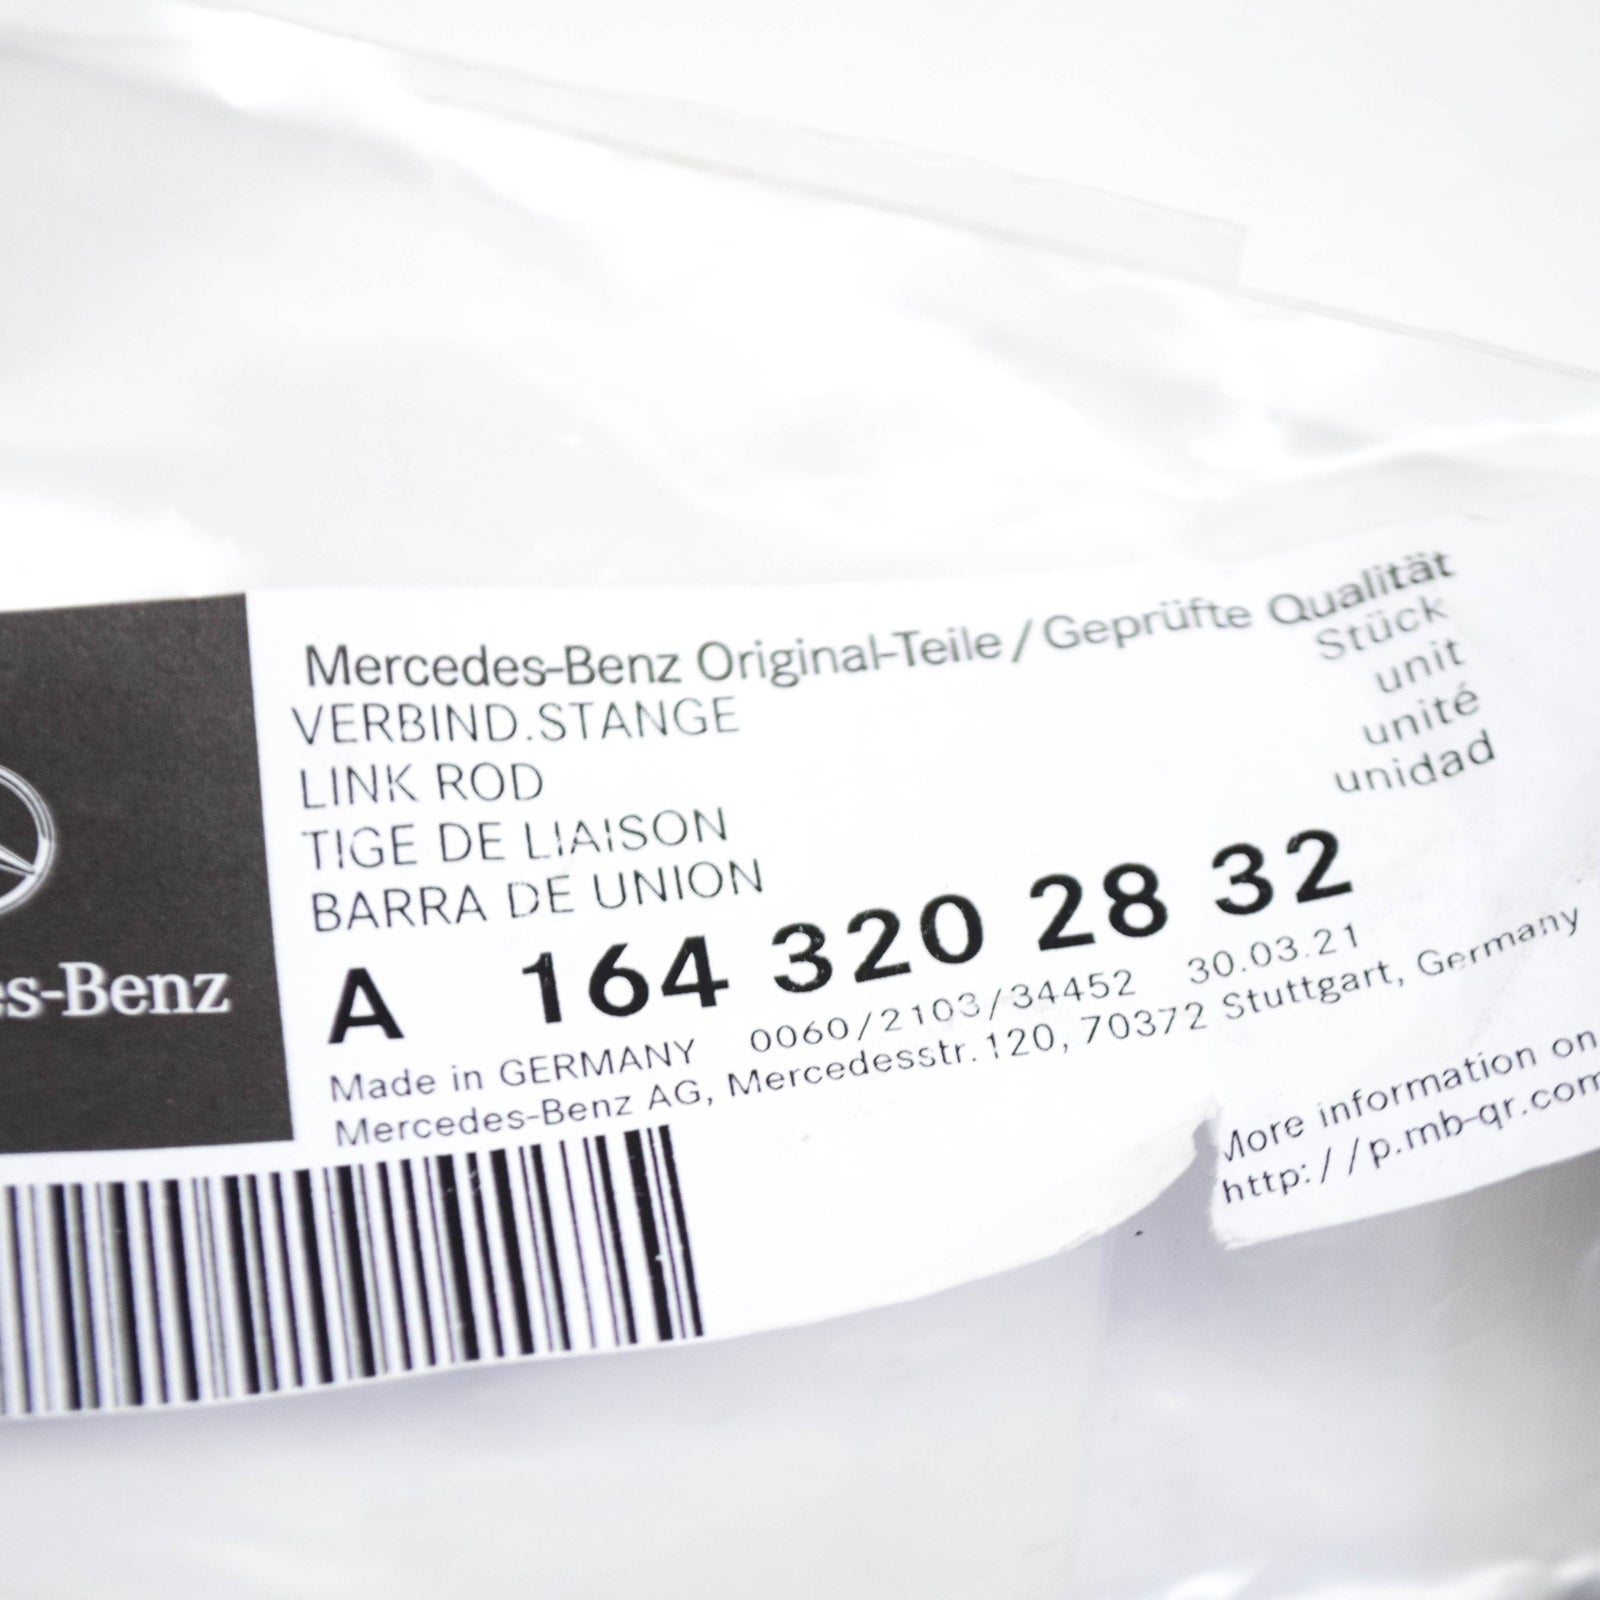 Mercedes-Benz Original-Teile / Geprüfte Qualität
VERBIND.STANGE
LINK ROD
TIGE DE LIAISON
BARRA DE UNION
Stück
unit
unité
unidad
A 164 320 28 32
Made in GERMANY 0060/2103/34452 30.03.21
Mercedes-Benz AG, Mercedesstr. 120, 70372 Stuttgart, Germany
es-Benz
More information on
http://p.mb-qr.com